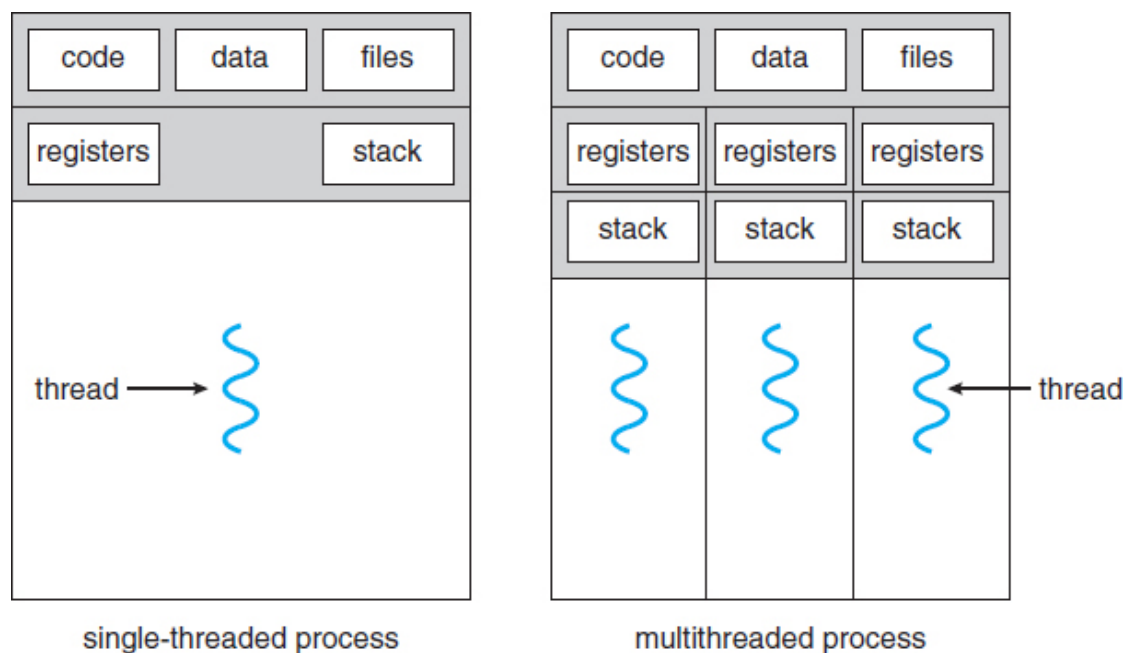 code data files
registers stack
thread
single-threaded process
code data files
registers registers registers
stack stack stack
thread
multithreaded process